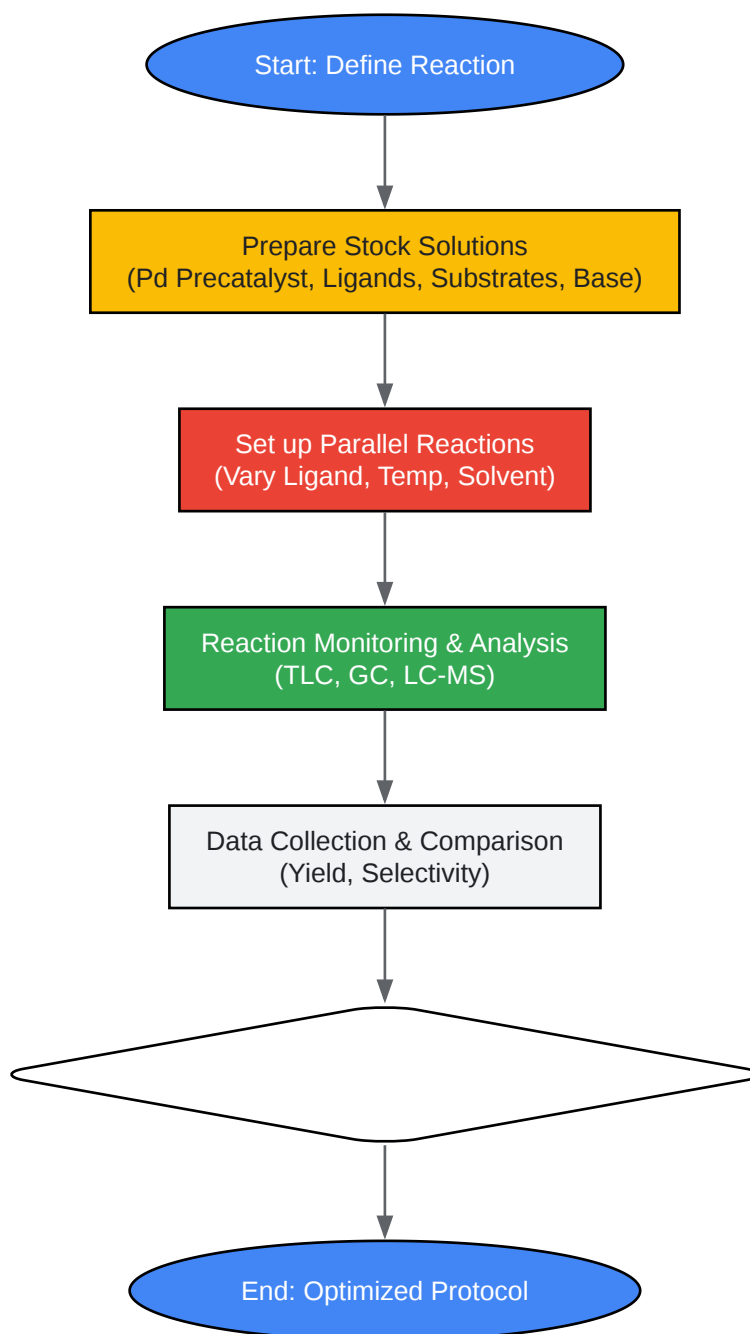 Start: Define Reaction
Prepare Stock Solutions
(Pd Precatalyst, Ligands, Substrates, Base)
Set up Parallel Reactions
(Vary Ligand, Temp, Solvent)
Reaction Monitoring & Analysis
(TLC, GC, LC-MS)
Data Collection & Comparison
(Yield, Selectivity)
End: Optimized Protocol